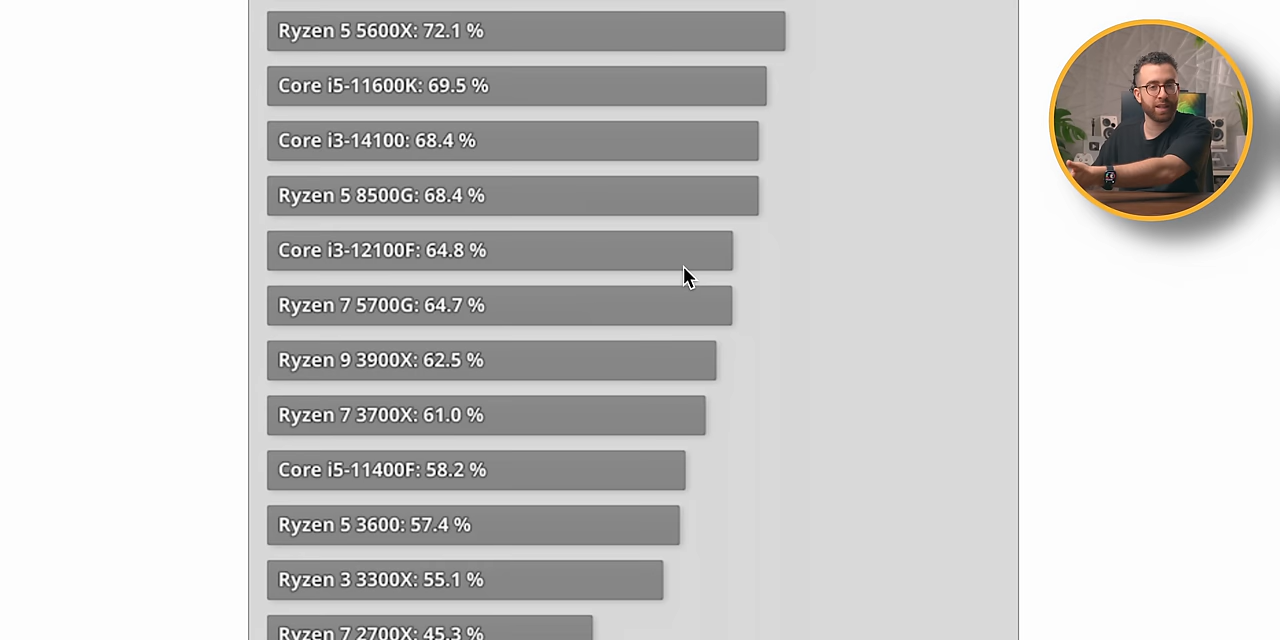 Ryzen 5 5600X: 72.1 %
Core i5-11600K: 69.5 %
Core i3-14100: 68.4 %
Ryzen 5 8500G: 68.4 %
Core i3-12100F: 64.8 %
Ryzen 7 5700G: 64.7 %
Ryzen 9 3900X: 62.5 %
Ryzen 7 3700X: 61.0 %
Core i5-11400F: 58.2 %
Ryzen 5 3600: 57.4 %
Ryzen 3 3300X: 55.1 %
Ryzen 7 2700X: 45.3 %